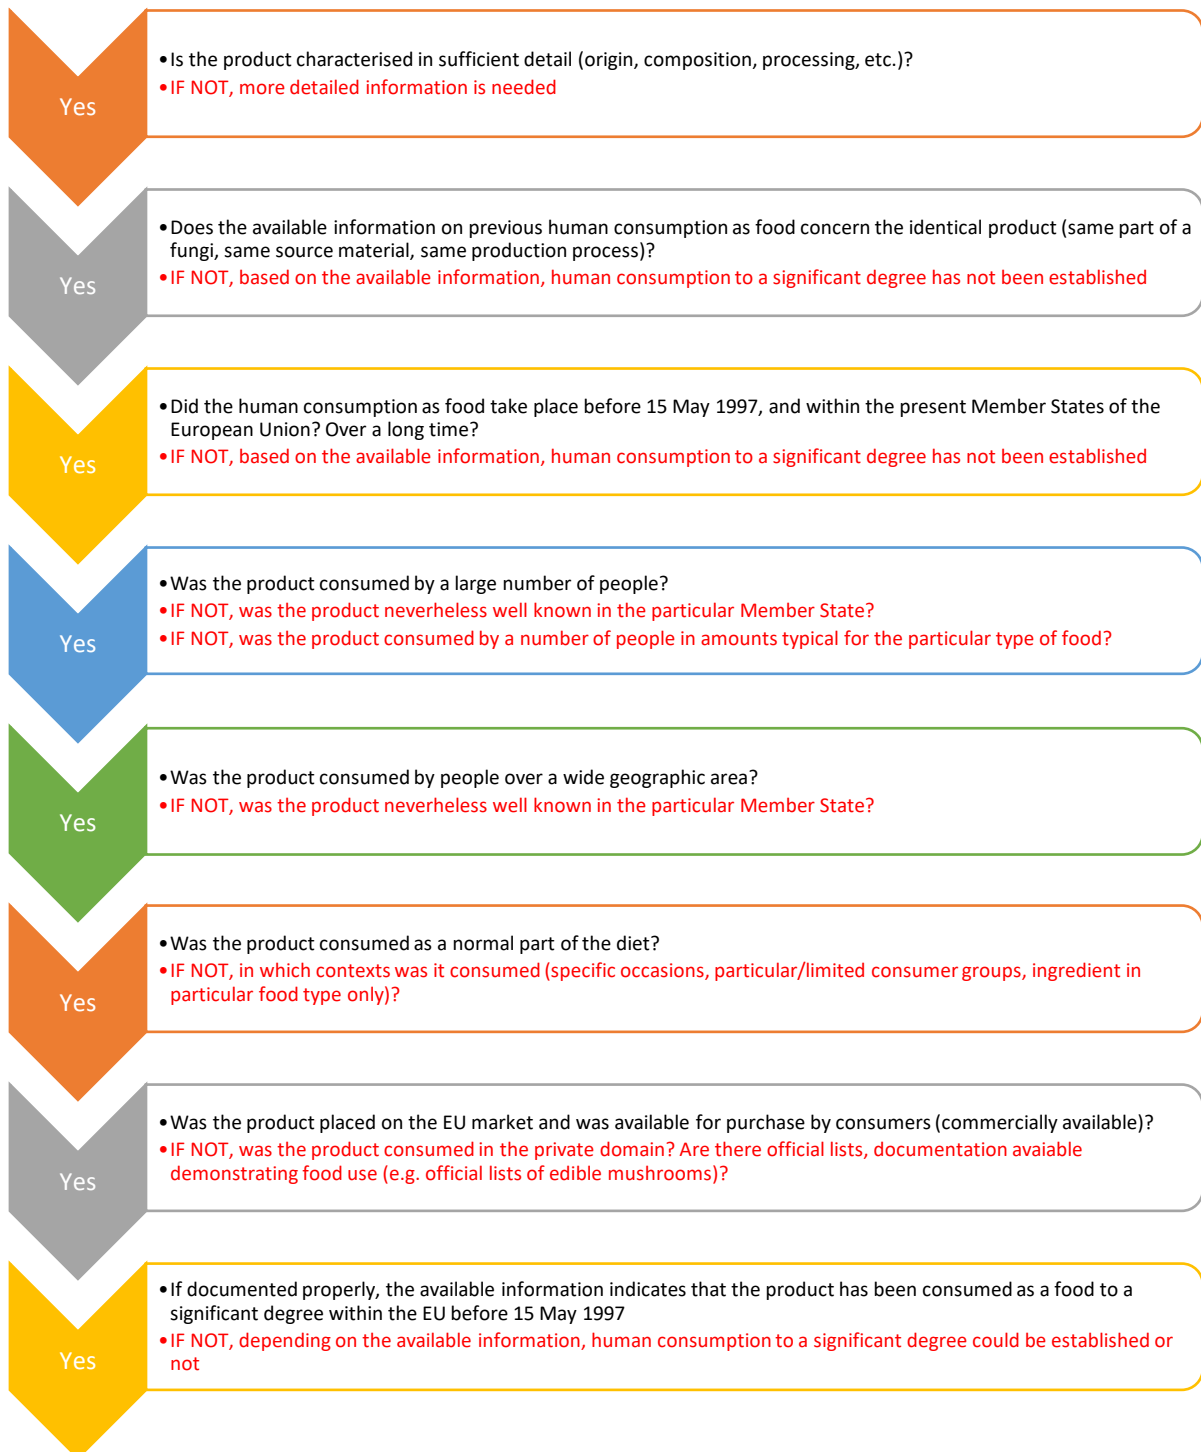 Yes
•Is the product characterised in sufficient detail (origin, composition, processing, etc.)?
•IF NOT, more detailed information is needed
Yes
•Does the available information on previous human consumption as food concern the identical product (same part of a
fungi, same source material, same production process)?
•IF NOT, based on the available information, human consumption to a significant degree has not been established
Yes
•Did the human consumption as food take place before 15 May 1997, and within the present Member States of the
European Union? Over a long time?
•IF NOT, based on the available information, human consumption to a significant degree has not been established
Yes
•Was the product consumed by a large number of people?
•IF NOT, was the product neverheless well known in the particular Member State?
•IF NOT, was the product consumed by a number of people in amounts typical for the particular type of food?
Yes
•Was the product consumed by people over a wide geographic area?
•IF NOT, was the product neverheless well known in the particular Member State?
Yes
•Was the product consumed as a normal part of the diet?
•IF NOT, in which contexts was it consumed (specific occasions, particular/limited consumer groups, ingredient in
particular food type only)?
Yes
•Was the product placed on the EU market and was available for purchase by consumers (commercially available)?
•IF NOT, was the product consumed in the private domain? Are there official lists, documentation avaiable
demonstrating food use (e.g. official lists of edible mushrooms)?
Yes
•If documented properly, the available information indicates that the product has been consumed as a food to a
significant degree within the EU before 15 May 1997
•IF NOT, depending on the available information, human consumption to a significant degree could be established or
not